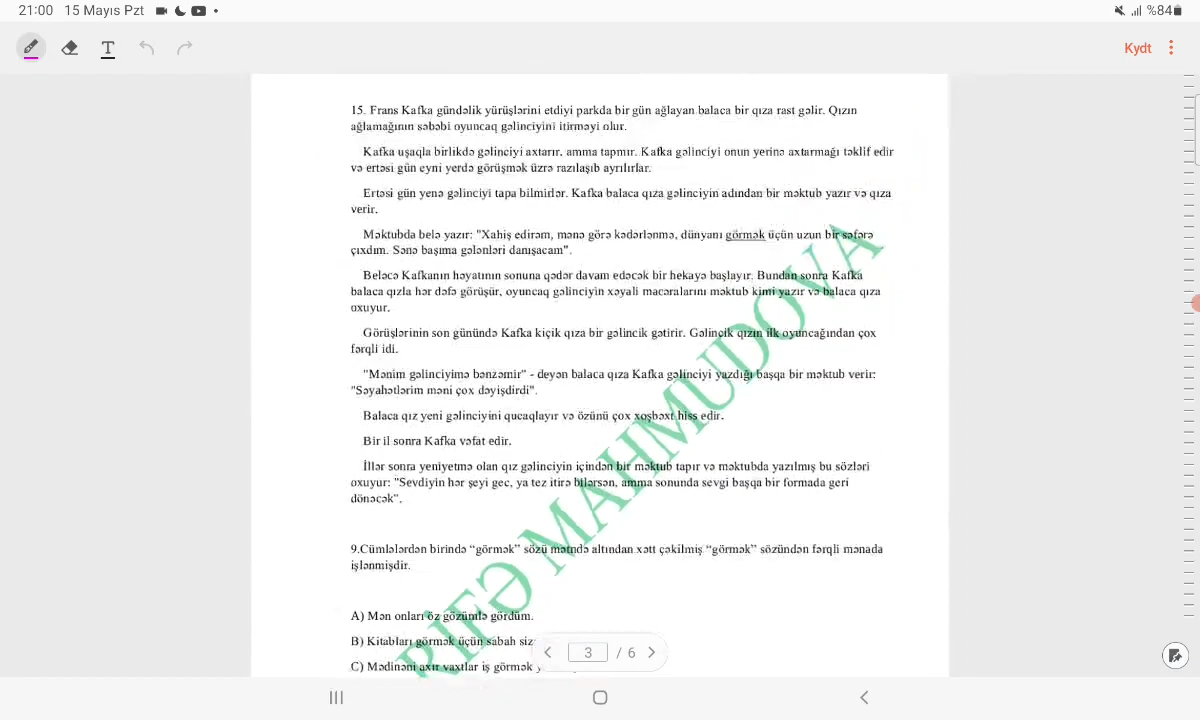 21:00 15 Mayıs Pzt
%84
T
Kydt
15. Frans Kafka gündəlik yürüşlərini etdiyi parkda bir gün ağlayan balaca bir qıza rast gəlir. Qızın
ağlamağının səbəbi oyuncaq gəlinciyini itirməyi olur.
Kafka uşaqla birlikdə gəlinciyi axtarır, amma tapmır. Kafka gəlinciyi onun yerinə axtarmağı təklif edir
və ertəsi gün eyni yerdə görüşmək üzrə razılaşıb ayrılırlar.
Ertəsi gün yenə gəlinciyi tapa bilmirlər. Kafka balaca qıza gəlinciyin adından bir məktub yazır və qıza
verir.
Məktubda belə yazır: "Xahiş edirəm, mənə görə kədərlənmə, dünyanı görmək üçün uzun bir səfərə
çıxdım. Sənə başıma gələnləri danışacam".
Beləcə Kafkanın həyatının sonuna qədər davam edəcək bir hekayə başlayır. Bundan sonra Kafka
balaca qızla hər dəfə görüşür, oyuncaq gəlinciyin xəyali macəralarını məktub kimi yazır və balaca qıza
oxuyur.
Görüşlərinin son günündə Kafka kiçik qıza bir gəlincik gətirir. Gəlincik qızın ilk oyuncağından çox
fərqli idi.
"Mənim gəlinciyimə bənzəmir" - deyən balaca qıza Kafka gəlinciyi yazdığı başqa bir məktub verir:
"Səyahətlərim məni çox dəyişdirdi".
Balaca qız yeni gəlinciyini qucaqlayır və özünü çox xoşbəxt hiss edir.
Bir il sonra Kafka vəfat edir.
İllər sonra yeniyetmə olan qız gəlinciyin içindən bir məktub tapır və məktubda yazılmış bu sözləri
oxuyur: "Sevdiyin hər şeyi gec, ya tez itirə bilərsən, amma sonunda sevgi başqa bir formada geri
dönəcək".
RİFƏ MAHMUDOVA
9.Cümlələrdən birində “görmək” sözü mətndə altından xətt çəkilmiş “görmək” sözündən fərqli mənada
işlənmişdir.
A) Mən onları öz gözümlə gördüm.
B) Kitabları görmək üçün sabah
C) Mədinəni axır vaxtlar iş görmək
3 / 6